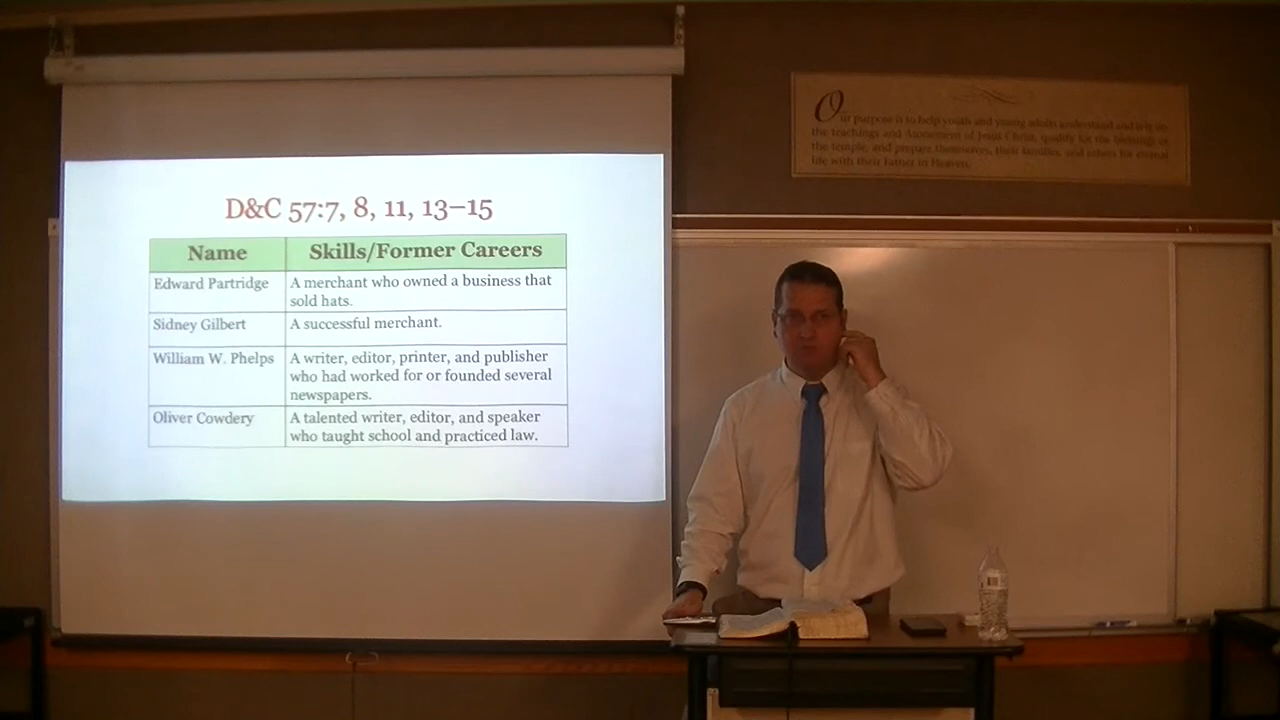 D&C 57:7, 8, 11, 13–15
Name Skills/Former Careers
Edward Partridge A merchant who owned a business that
sold hats.
Sidney Gilbert A successful merchant.
William W. Phelps A writer, editor, printer, and publisher
who had worked for or founded several
newspapers.
Oliver Cowdery A talented writer, editor, and speaker
who taught school and practiced law.
Our purpose is to help youth and young adults understand and rely on
the teachings and Atonement of Jesus Christ, qualify for the blessings of
the temple, and prepare themselves, their families, and others for eternal
life with their Father in Heaven.